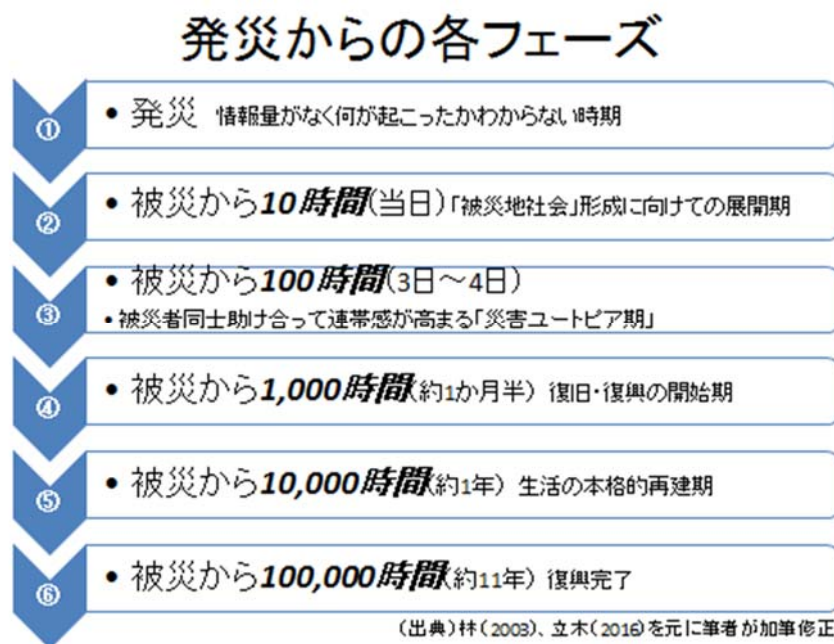 発災からの各フェーズ
①
• 発災 情報量がなく何が起こったかわからない時期
②
• 被災から10時間(当日)「被災地社会」形成に向けての展開期
③
• 被災から100時間(3日～4日)
• 被災者同士助け合って連帯感が高まる「災害ユートピア期」
④
• 被災から1,000時間(約1か月半) 復旧・復興の開始期
⑤
• 被災から10,000時間(約1年) 生活の本格的再建期
⑥
• 被災から100,000時間(約11年) 復興完了
(出典)林(2003)、立木(2016)を元に筆者が加筆修正